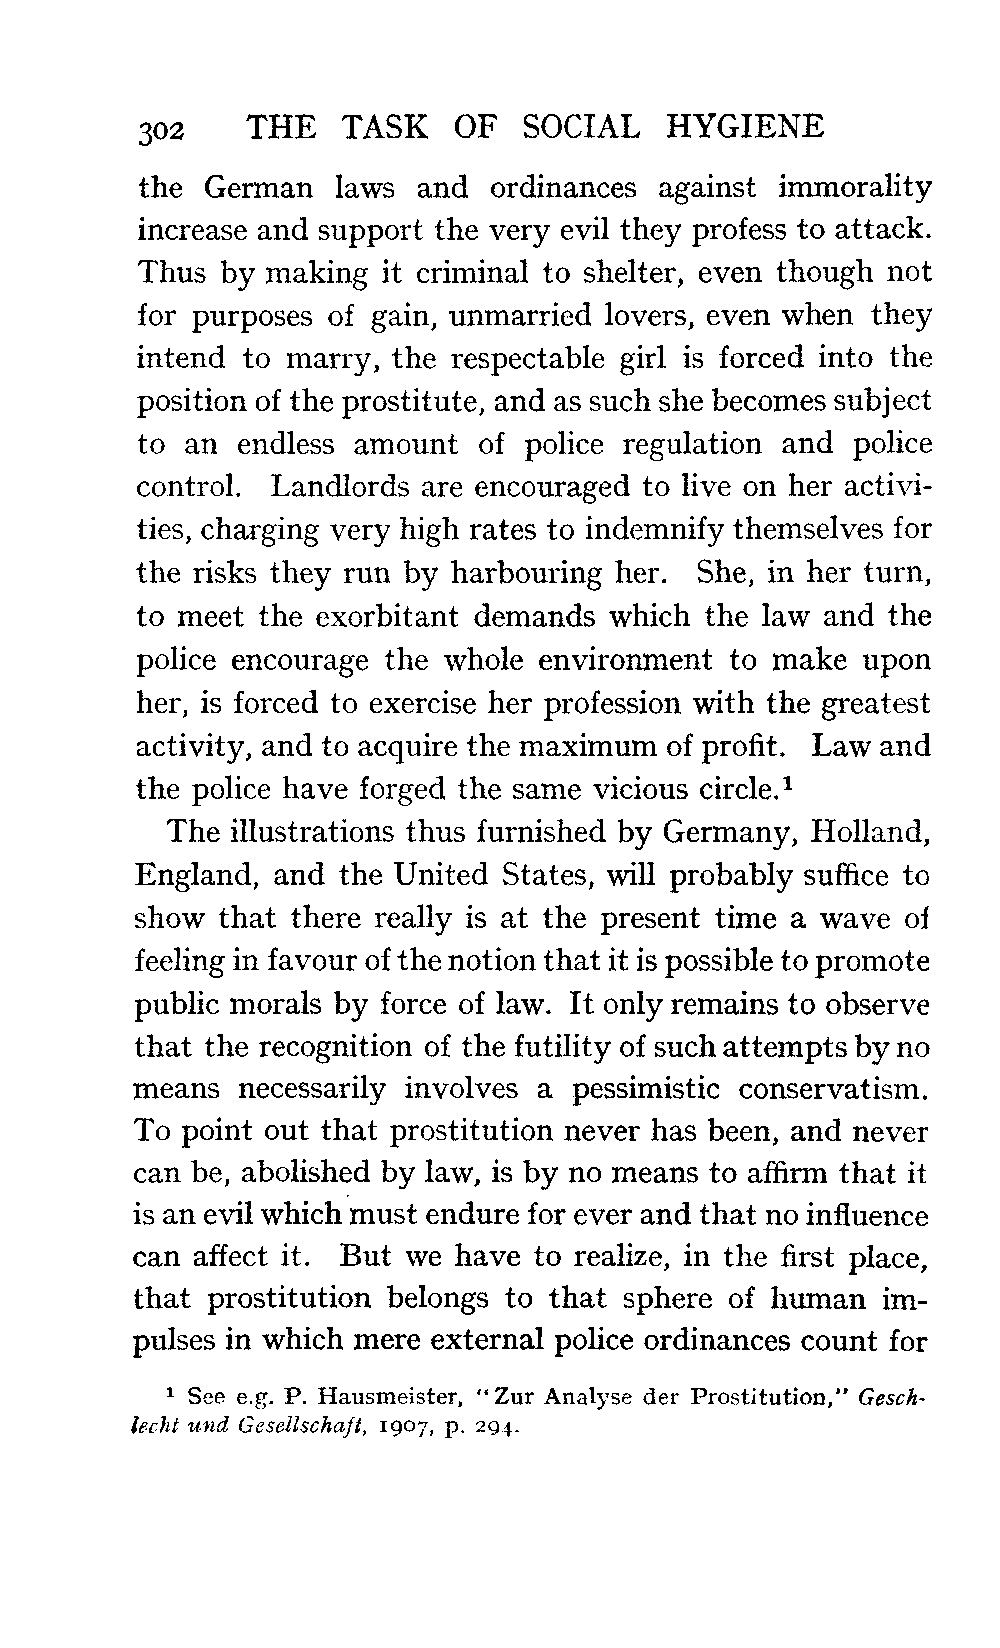 302 THE TASK OF SOCIAL HYGIENE
the German laws and ordinances against immorality
increase and support the very evil they profess to attack.
Thus by making it criminal to shelter, even though not
for purposes of gain, unmarried lovers, even when they
intend to marry, the respectable girl is forced into the
position of the prostitute, and as such she becomes subject
to an endless amount of police regulation and police
control. Landlords are encouraged to live on her activi-
ties, charging very high rates to indemnify themselves for
the risks they run by harbouring her. She, in her turn,
to meet the exorbitant demands which the law and the
police encourage the whole environment to make upon
her, is forced to exercise her profession with the greatest
activity, and to acquire the maximum of profit. Law and
the police have forged the same vicious circle.¹
The illustrations thus furnished by Germany, Holland,
England, and the United States, will probably suffice to
show that there really is at the present time a wave of
feeling in favour of the notion that it is possible to promote
public morals by force of law. It only remains to observe
that the recognition of the futility of such attempts by no
means necessarily involves a pessimistic conservatism.
To point out that prostitution never has been, and never
can be, abolished by law, is by no means to affirm that it
is an evil which must endure for ever and that no influence
can affect it. But we have to realize, in the first place,
that prostitution belongs to that sphere of human im-
pulses in which mere external police ordinances count for
¹ See e.g. P. Hausmeister, "Zur Analyse der Prostitution," Gesch-
lecht und Gesellschaft, 1907, p. 294.